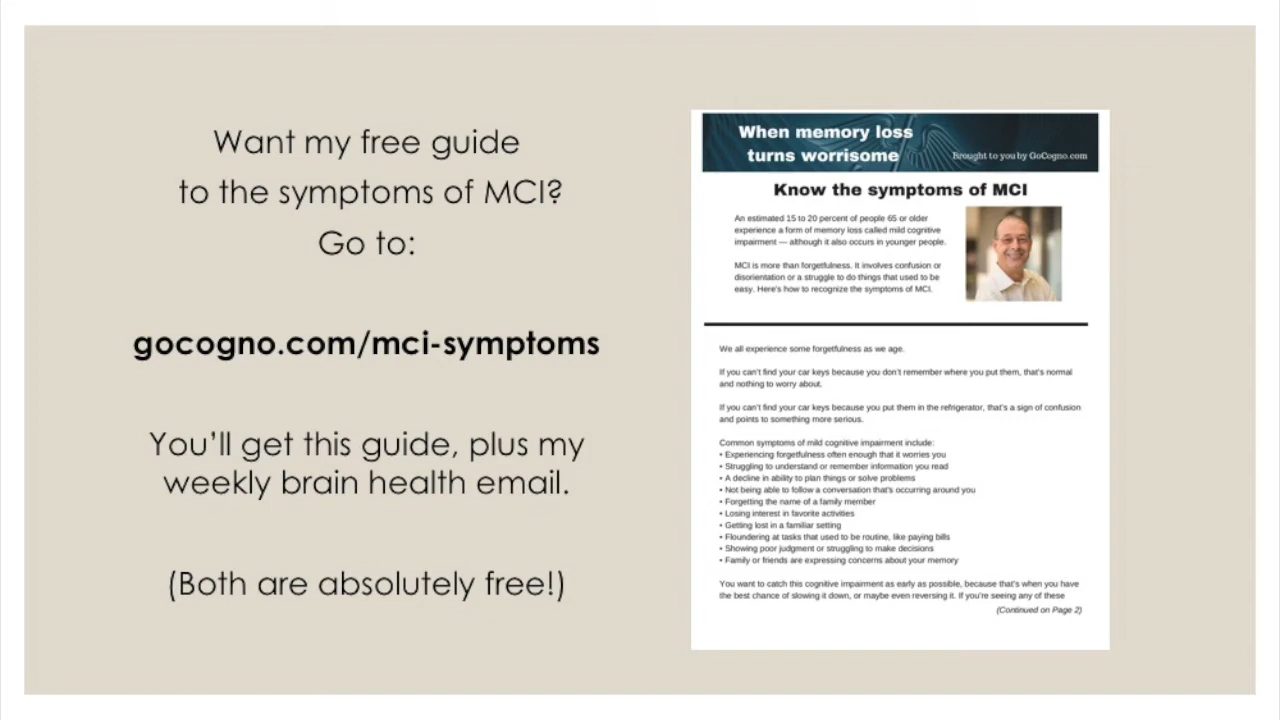 Want my free guide
to the symptoms of MCI?
Go to:
gocogno.com/mci-symptoms
You’ll get this guide, plus my
weekly brain health email.
(Both are absolutely free!)
When memory loss
turns worrisome
Brought to you by GoCogno.com
Know the symptoms of MCI
An estimated 15 to 20 percent of people 65 or older
experience a form of memory loss called mild cognitive
impairment — although it also occurs in younger people.
MCI is more than forgetfulness. It involves confusion or
disorientation or a struggle to do things that used to be
easy. Here's how to recognize the symptoms of MCI.
We all experience some forgetfulness as we age.
If you can't find your car keys because you don't remember where you put them, that's normal
and nothing to worry about.
If you can't find your car keys because you put them in the refrigerator, that's a sign of confusion
and points to something more serious.
Common symptoms of mild cognitive impairment include:
• Experiencing forgetfulness often enough that it worries you
• Struggling to understand or remember information you read
• A decline in ability to plan things or solve problems
• Not being able to follow a conversation that's occurring around you
• Forgetting the name of a family member
• Losing interest in favorite activities
• Getting lost in a familiar setting
• Floundering at tasks that used to be routine, like paying bills
• Showing poor judgment or struggling to make decisions
• Family or friends are expressing concerns about your memory
You want to catch this cognitive impairment as early as possible, because that's when you have
the best chance of slowing it down, or maybe even reversing it. If you're seeing any of these
(Continued on Page 2)